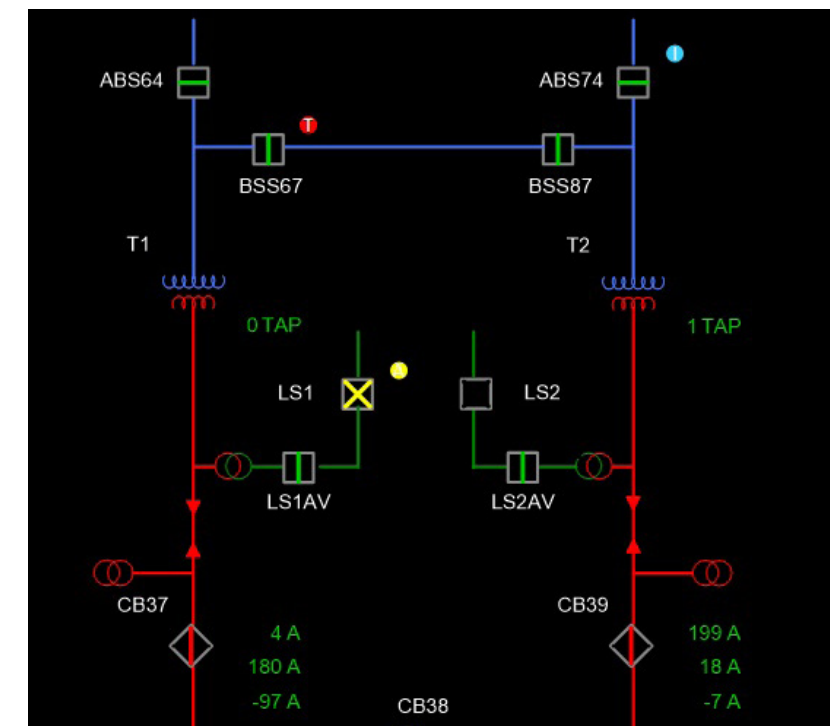 I
ABS64
ABS74
T
BSS67
BSS87
T1
T2
0 TAP
1 TAP
A
LS1
LS2
LS1AV
LS2AV
CB37
CB39
4 A
199 A
180 A
18 A
-97 A
-7 A
CB38